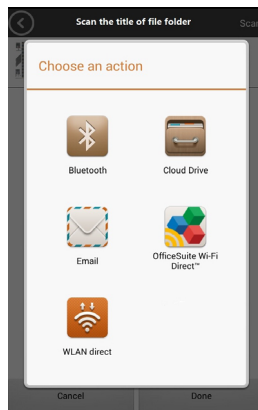 Scan the title of file folder
Scan
Choose an action
Bluetooth
Cloud Drive
Email
OfficeSuite Wi-Fi
Direct™
WLAN direct
Cancel
Done